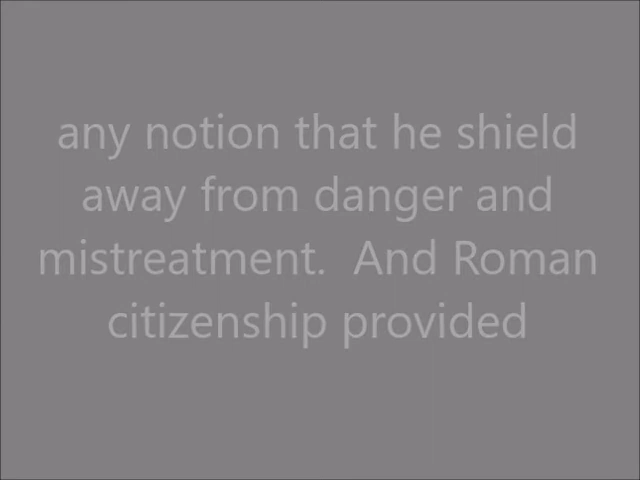 any notion that he shield
away from danger and
mistreatment.  And Roman
citizenship provided